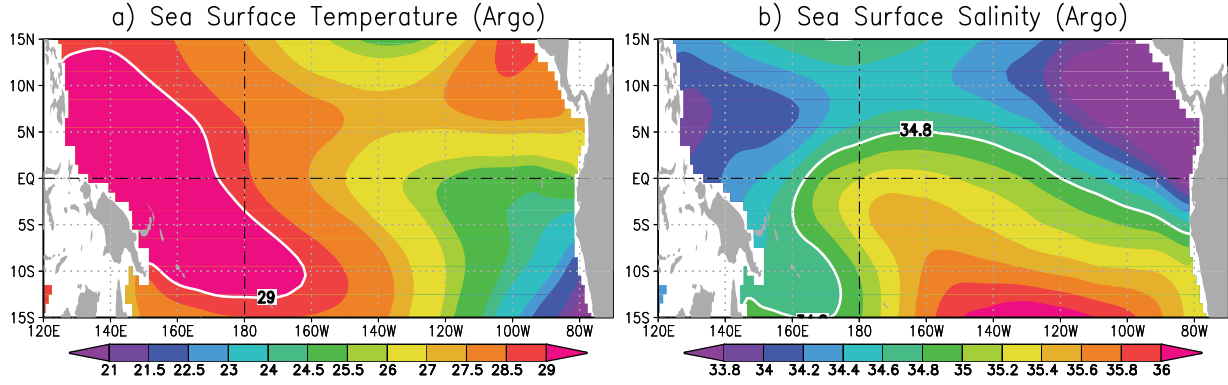 a) Sea Surface Temperature (Argo)
b) Sea Surface Salinity (Argo)
15N
10N
5N
EQ
5S
10S
15S
29
120E 140E 160E 180 160W 140W 120W 100W 80W
21 21.5 22.5 23 24 24.5 25.5 26 27 27.5 28.5 29
15N
10N
5N
EQ
5S
10S
15S
34.8
120E 140E 160E 180 160W 140W 120W 100W 80W
33.8 34 34.2 34.4 34.6 34.8 35 35.2 35.4 35.6 35.8 36